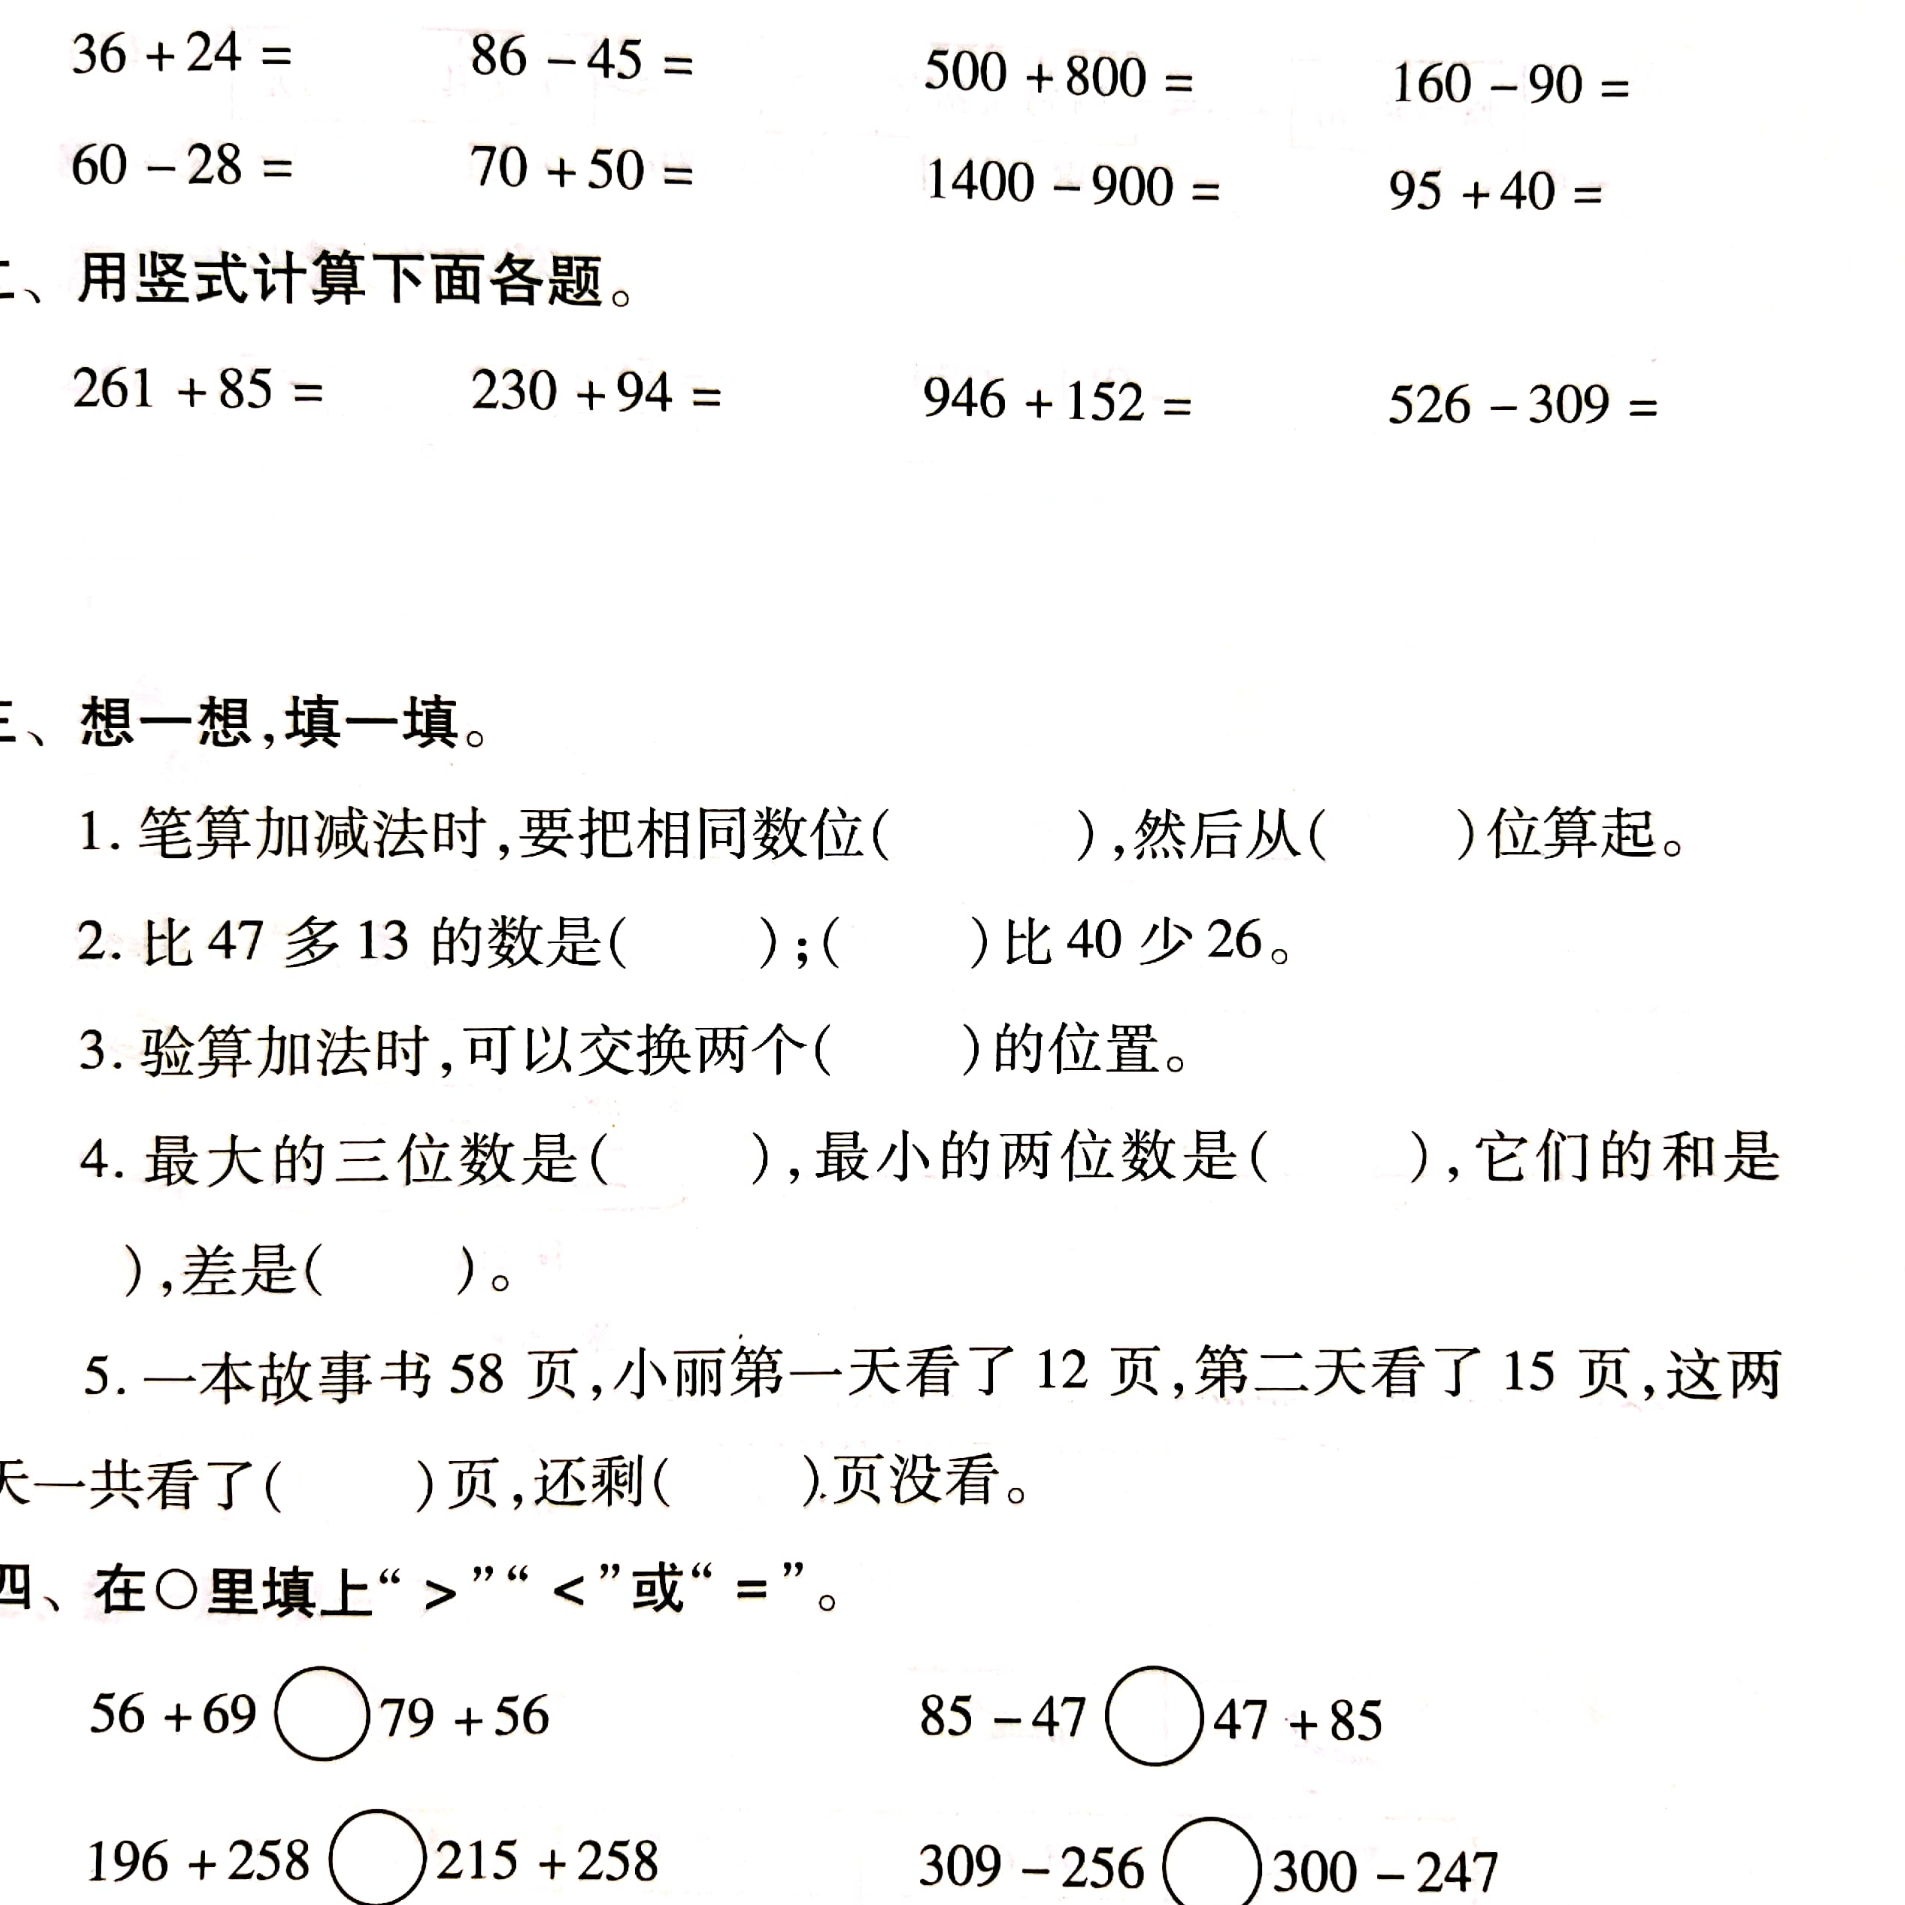 36 + 24 = 86 - 45 = 500 + 800 = 160 - 90 =
60 - 28 = 70 + 50 = 1400 - 900 = 95 + 40 =
二、用竖式计算下面各题。
261 + 85 = 230 + 94 = 946 + 152 = 526 - 309 =
三、想一想,填一填。
1. 笔算加减法时,要把相同数位( ),然后从( )位算起。
2. 比 47 多 13 的数是( );( )比 40 少 26。
3. 验算加法时,可以交换两个( )的位置。
4. 最大的三位数是( ),最小的两位数是( ),它们的和是
),差是( )。
5. 一本故事书 58 页,小丽第一天看了 12 页,第二天看了 15 页,这两
天一共看了( )页,还剩( )页没看。
四、在○里填上“>”“<”或“=”。
56 + 69 ○ 79 + 56 85 - 47 ○ 47 + 85
196 + 258 ○ 215 + 258 309 - 256 ○ 300 - 247